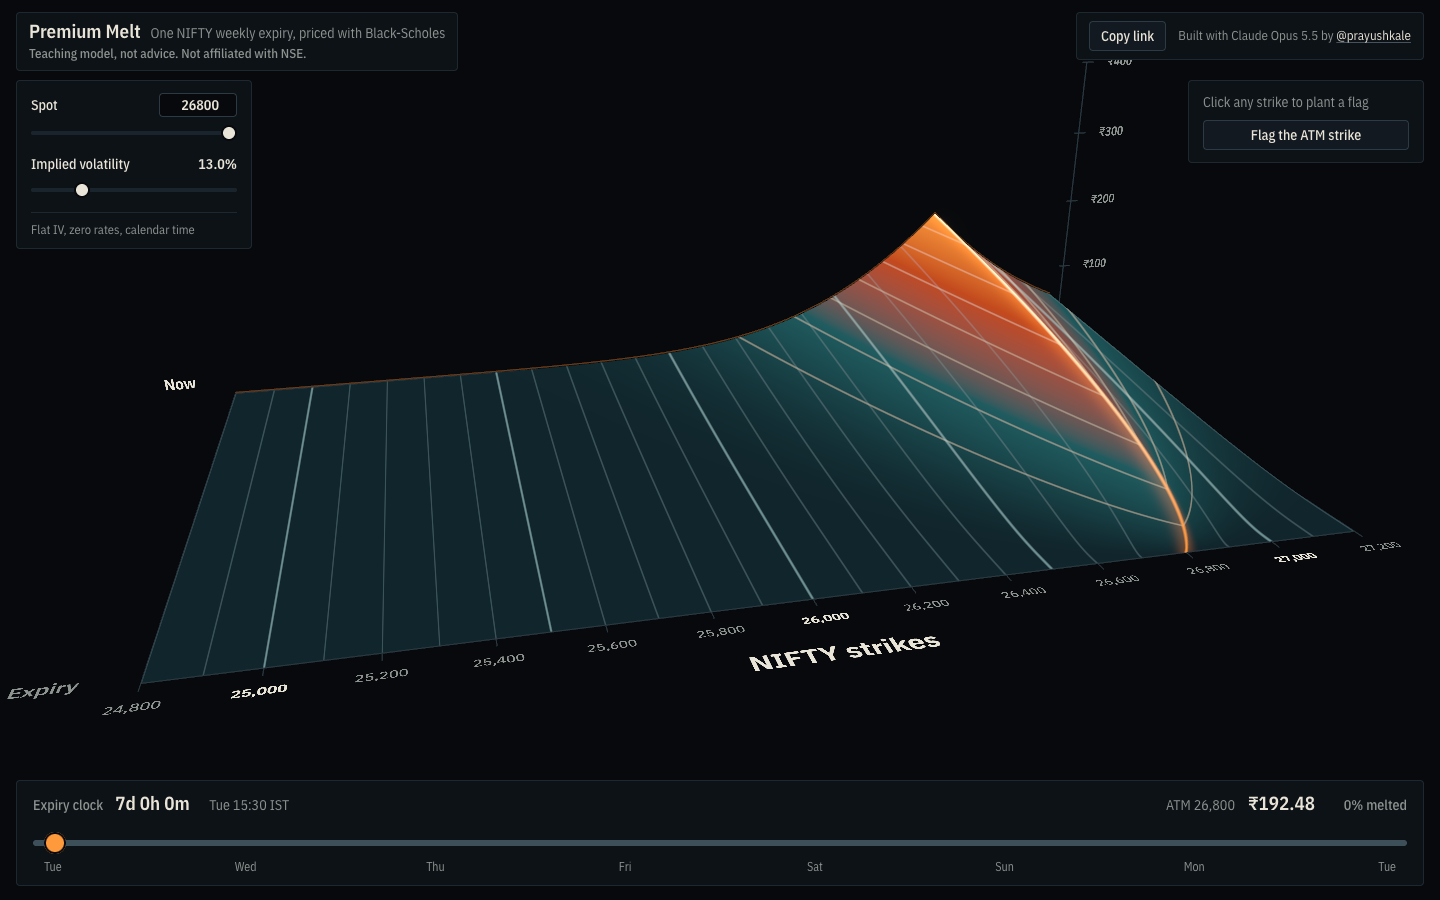 Premium Melt One NIFTY weekly expiry, priced with Black-Scholes
Teaching model, not advice. Not affiliated with NSE.
Copy link Built with Claude Opus 5.5 by @prayushkale
Spot 26800
Implied volatility 13.0%
Flat IV, zero rates, calendar time
Click any strike to plant a flag
Flag the ATM strike
₹400
₹300
₹200
₹100
Now
Expiry
24,800
25,000
25,200
25,400
25,600
25,800
26,000
26,200
26,400
26,600
26,800
27,000
27,200
NIFTY strikes
Expiry clock 7d 0h 0m Tue 15:30 IST
ATM 26,800 ₹192.48 0% melted
Tue Wed Thu Fri Sat Sun Mon Tue